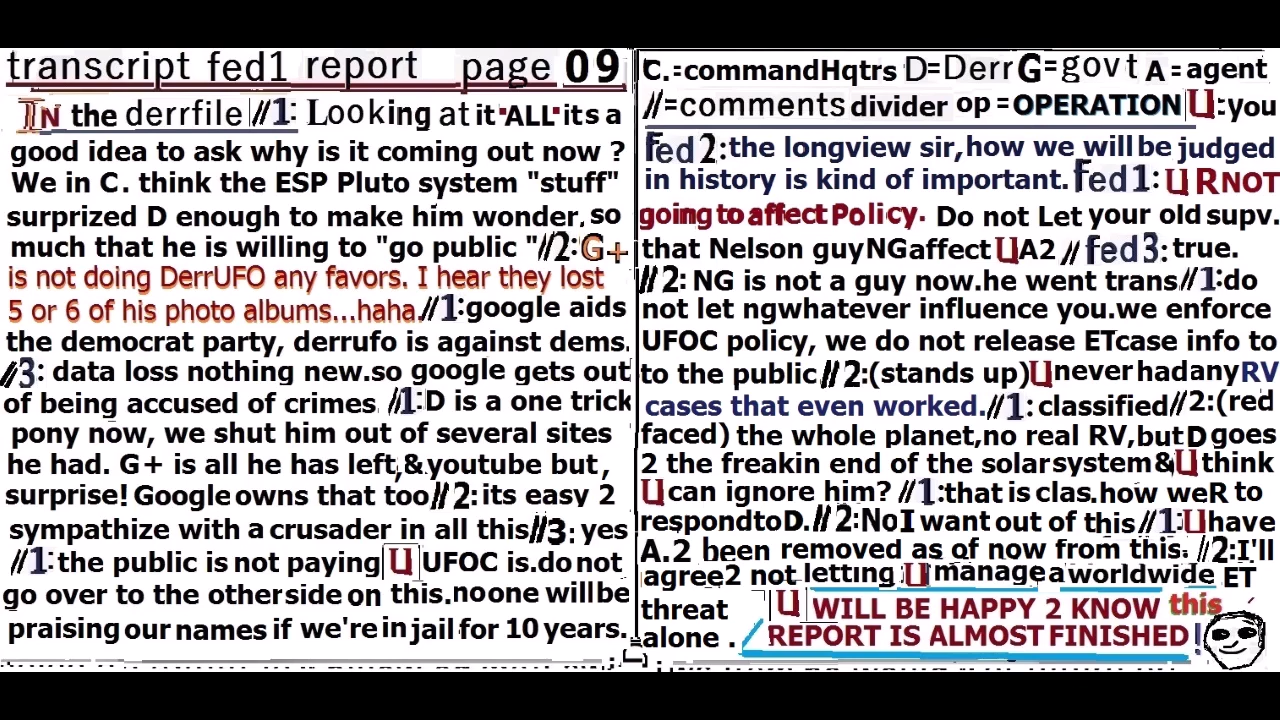 transcript fed1 report page 09
IN the derrfile//1: Looking at it ALL its a
good idea to ask why is it coming out now ?
We in C. think the ESP Pluto system "stuff"
surprized D enough to make him wonder, so
much that he is willing to "go public "//2:G+
is not doing DerrUFO any favors. I hear they lost
5 or 6 of his photo albums...haha.//1:google aids
the democrat party, derrufo is against dems.
//3: data loss nothing new.so google gets out
of being accused of crimes //1:D is a one trick
pony now, we shut him out of several sites
he had. G+ is all he has left,&youtube but,
surprise! Google owns that too//2:its easy 2
sympathize with a crusader in all this//3: yes
//1:the public is not paying U UFOC is.do not
go over to the otherside on this.no one will be
praising our names if we're in jail for 10 years.
C.=commandHqtrs D=Derr G=govt A=agent
//=comments divider op=OPERATION U:you
Fed2:the longview sir,how we will be judged
in history is kind of important. Fed1: U R NOT
going to affect Policy. Do not Let your old supv.
that Nelson guyNGaffect UA2 // fed3: true.
//2: NG is not a guy now.he went trans//1:do
not let ngwhatever influence you.we enforce
UFOC policy, we do not release ETcase info to
to the public//2:(stands up)U never had any RV
cases that even worked.//1:classified//2:(red
faced) the whole planet,no real RV,but D goes
2 the freakin end of the solarsystem&U think
U can ignore him? //1:that is clas.how weR to
respondtoD.//2:No I want out of this//1:U have
A.2 been removed as of now from this. //2:I'll
agree2 not letting U manage a worldwide ET
threat
alone .
U WILL BE HAPPY 2 KNOW this
REPORT IS ALMOST FINISHED!